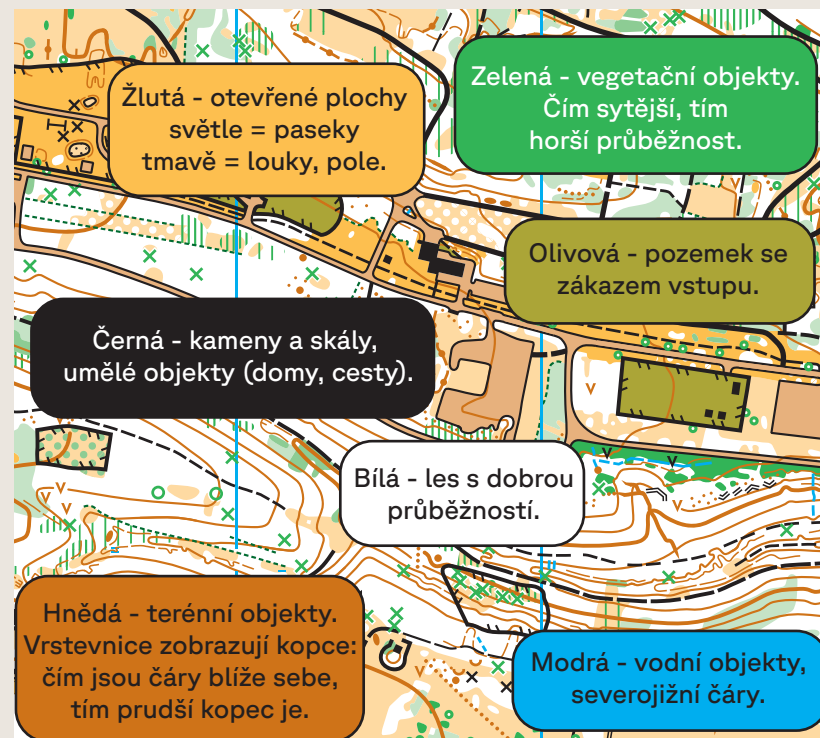 Žlutá - otevřené plochy
světle = paseky
tmavě = louky, pole.
Zelená - vegetační objekty.
Čím sytější, tím
horší průběžnost.
Olivová - pozemek se
zákazem vstupu.
Černá - kameny a skály,
umělé objekty (domy, cesty).
Bílá - les s dobrou
průběžností.
Hnědá - terénní objekty.
Vrstevnice zobrazují kopce:
čím jsou čáry blíže sebe,
tím prudší kopec je.
Modrá - vodní objekty,
severojižní čáry.